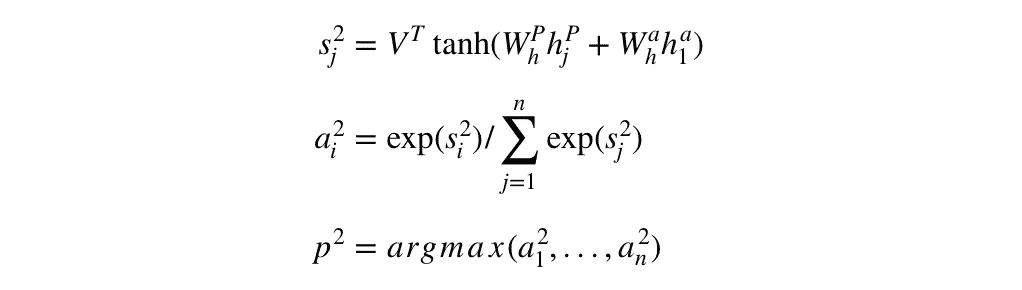 s_j^2 = V^T tanh(W_h^P h_j^P + W_h^a h_1^a)
a_i^2 = exp(s_i^2)/∑_{j=1}^n exp(s_j^2)
p^2 = argmax(a_1^2, . . . , a_n^2)